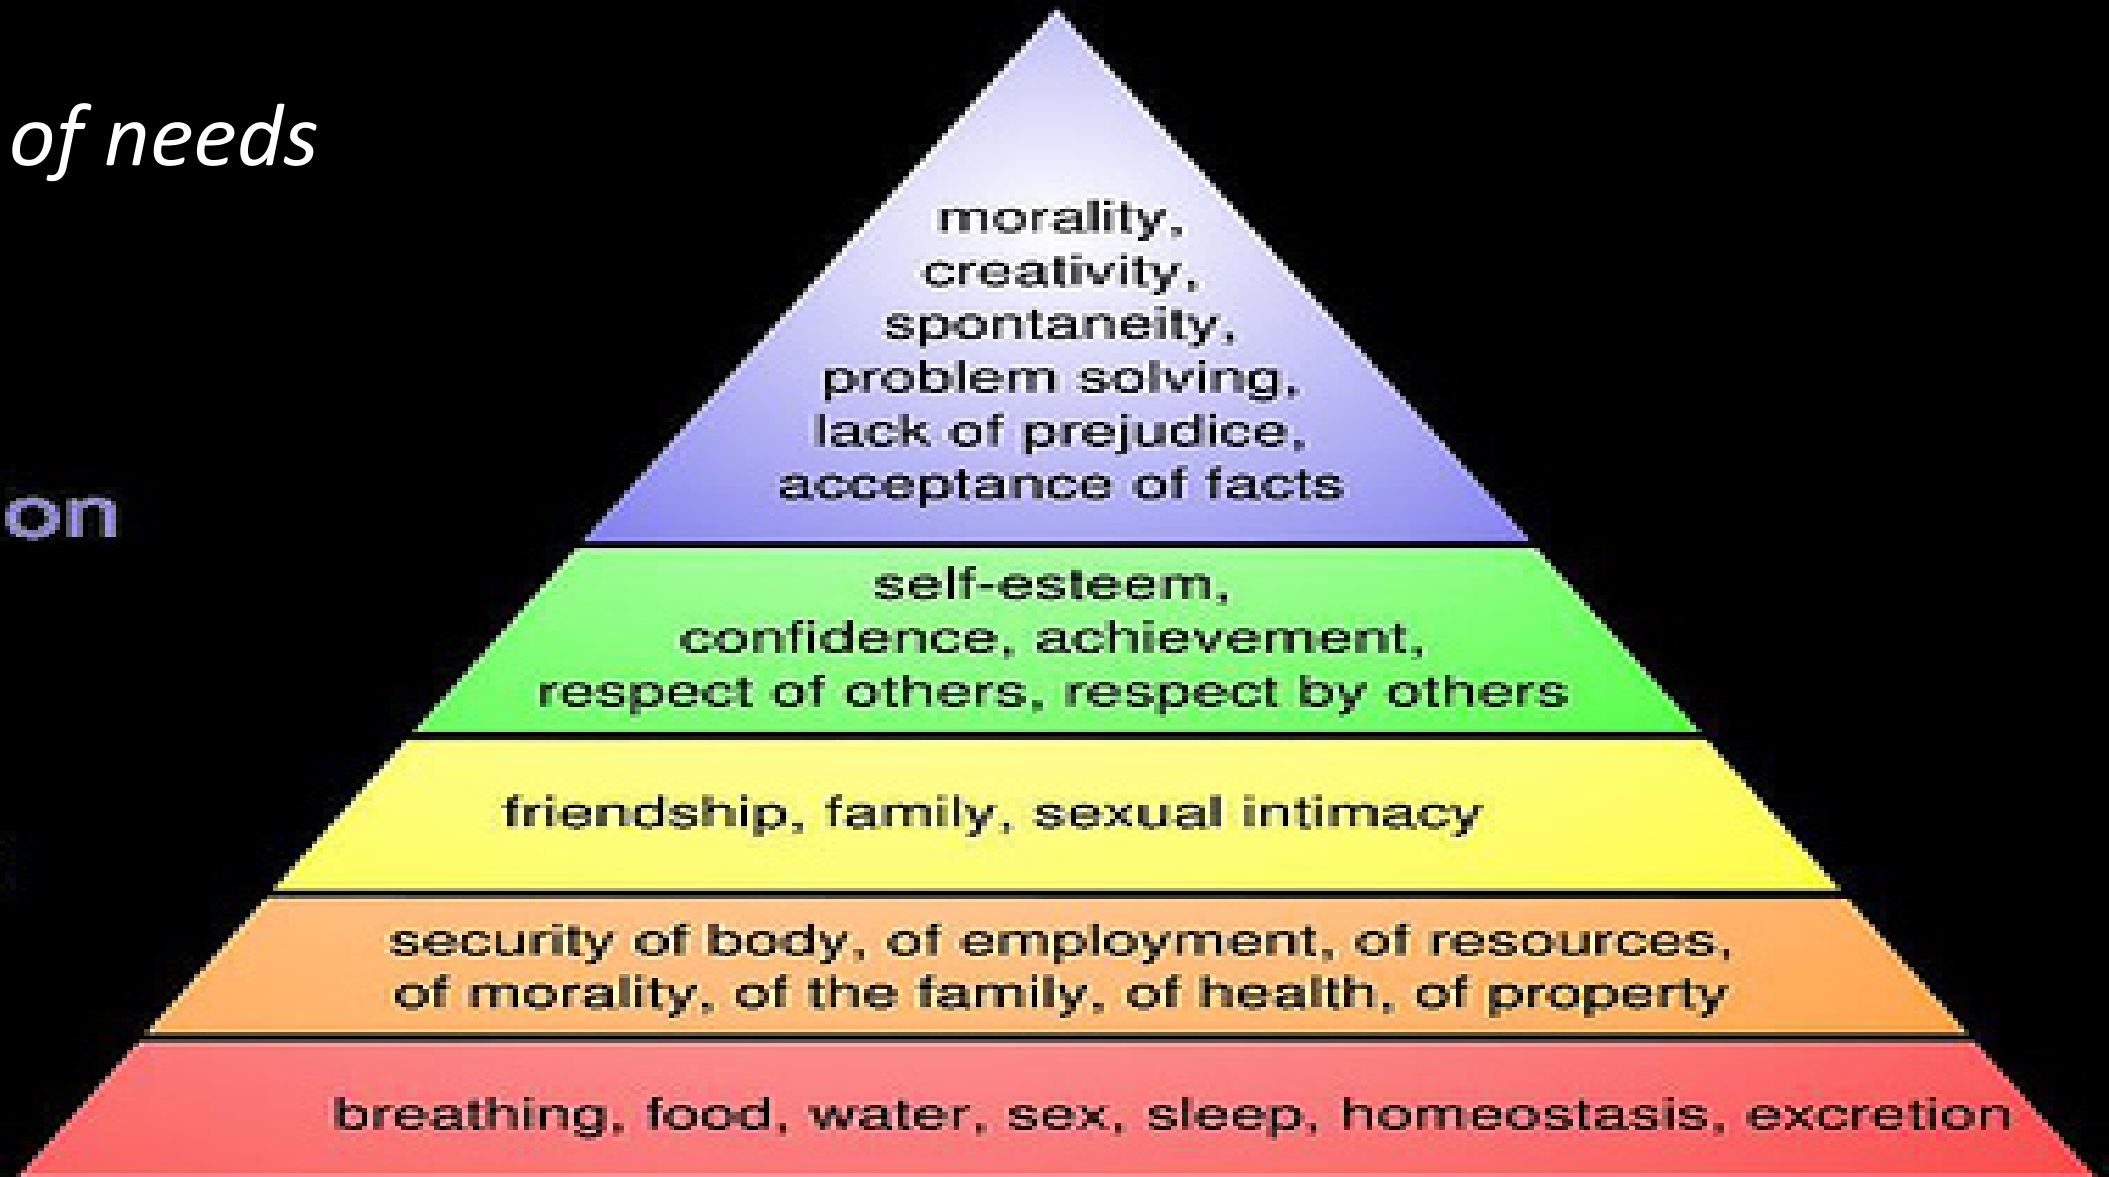 of needs
morality,
creativity,
spontaneity,
problem solving,
lack of prejudice,
acceptance of facts
on
self-esteem,
confidence, achievement,
respect of others, respect by others
friendship, family, sexual intimacy
security of body, of employment, of resources,
of morality, of the family, of health, of property
breathing, food, water, sex, sleep, homeostasis, excretion